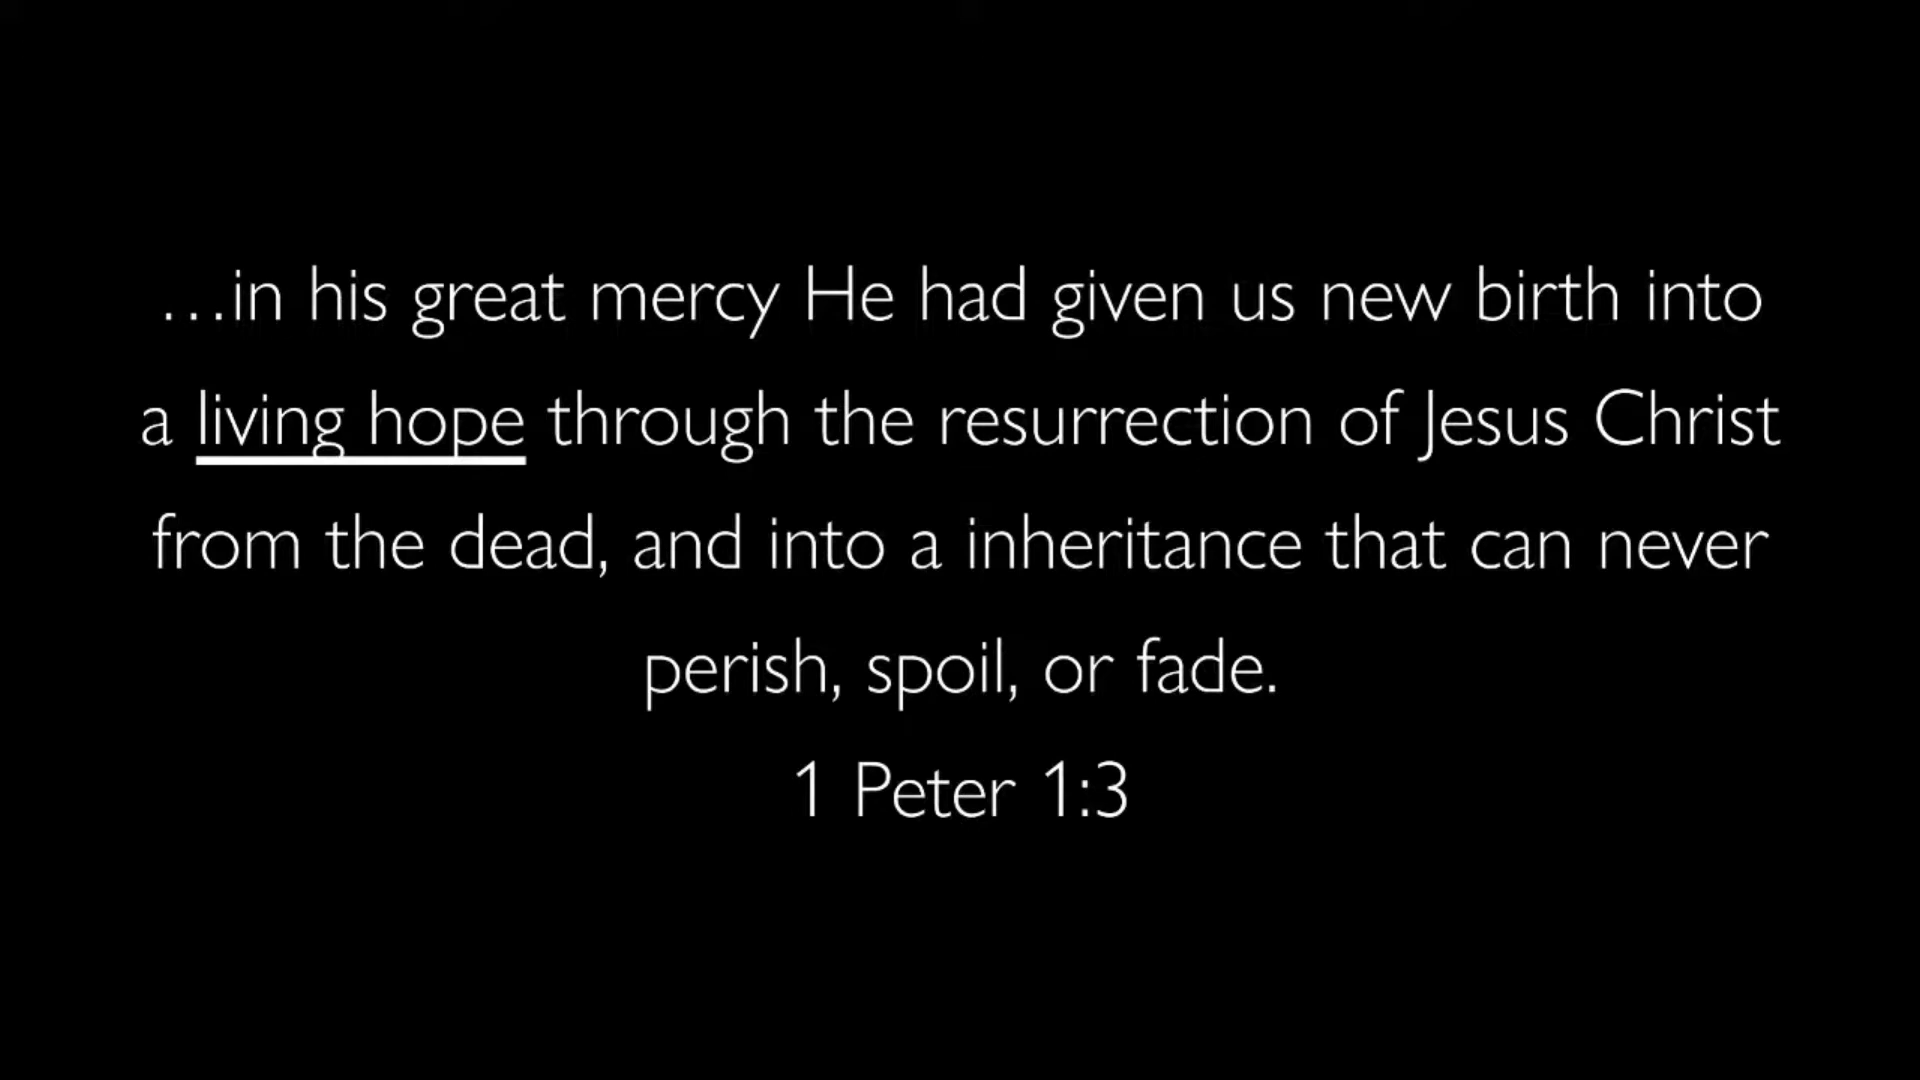 …in his great mercy He had given us new birth into
a living hope through the resurrection of Jesus Christ
from the dead, and into a inheritance that can never
perish, spoil, or fade.
1 Peter 1:3